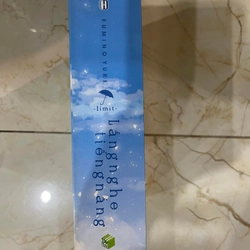 FUMINO YUKI
-limit-
Lắng nghe
tiếng nắng